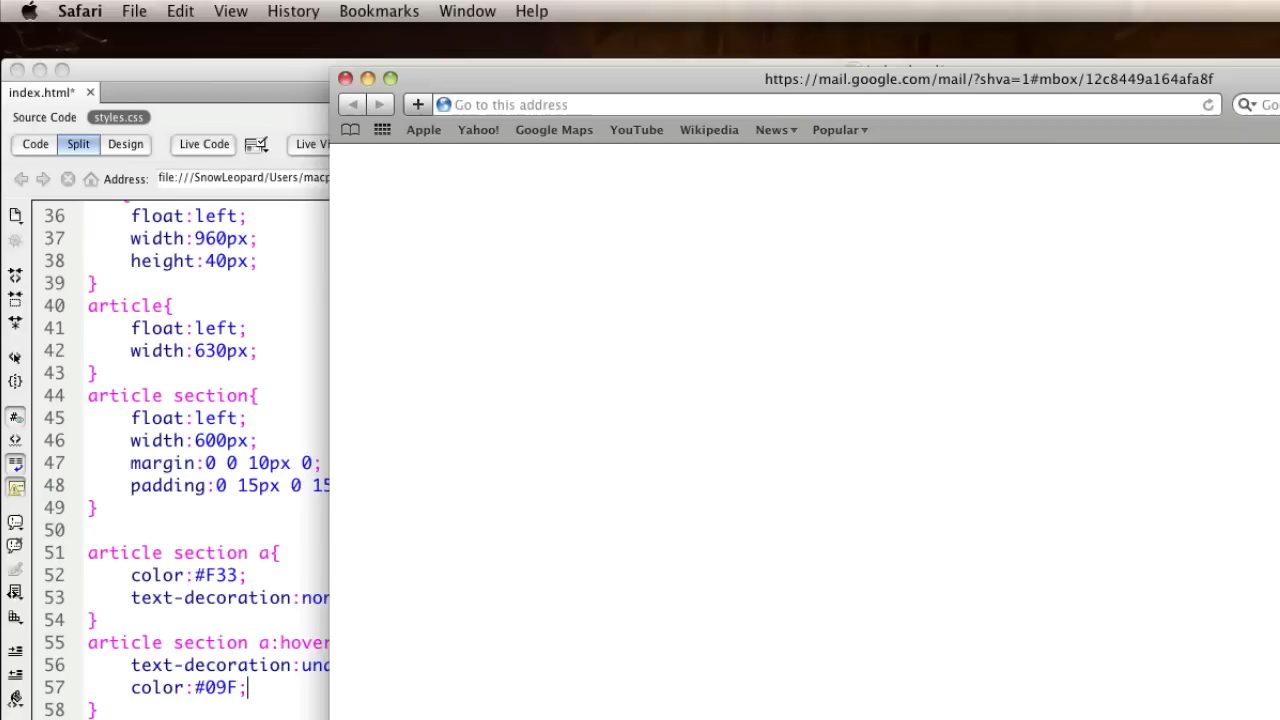 Safari File Edit View History Bookmarks Window Help
index.html*
https://mail.google.com/mail/?shva=1#mbox/12c8449a164afa8f
Source Code styles.css
Go to this address
Go
Code Split Design Live Code Live Vi
Apple Yahoo! Google Maps YouTube Wikipedia News Popular
Address: file:///SnowLeopard/Users/macp
36 float:left;
37 width:960px;
38 height:40px;
39 }
40 article{
41 float:left;
42 width:630px;
43 }
44 article section{
45 float:left;
46 width:600px;
47 margin:0 0 10px 0;
48 padding:0 15px 0 15
49 }
50
51 article section a{
52 color:#F33;
53 text-decoration:non
54 }
55 article section a:hover
56 text-decoration:und
57 color:#09F;
58 }